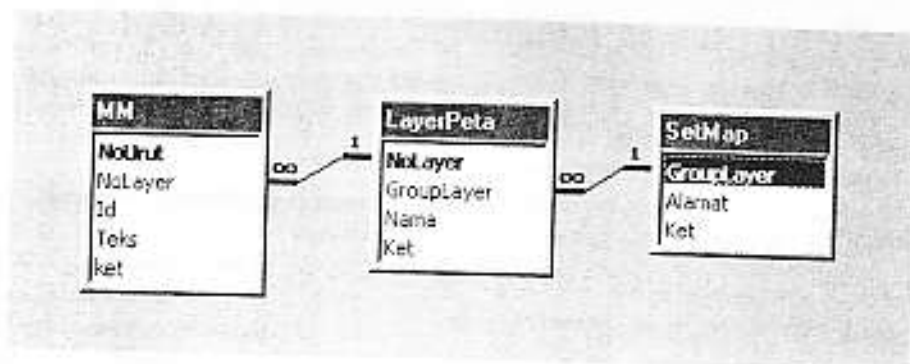 MM
NoUrut
NoLayer
Id
Teks
ket
∞ 1
LayerPeta
NoLayer
GroupLayer
Nama
Ket
∞ 1
SetMap
GroupLayer
Alamat
Ket